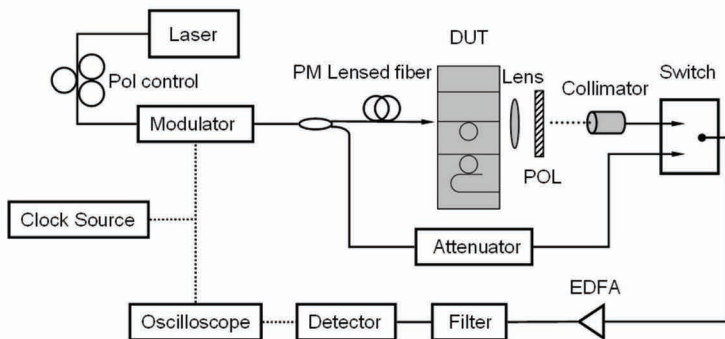 Laser
DUT
Pol control
PM Lensed fiber
Lens
Collimator
Switch
Modulator
POL
Clock Source
Attenuator
EDFA
Oscilloscope
Detector
Filter